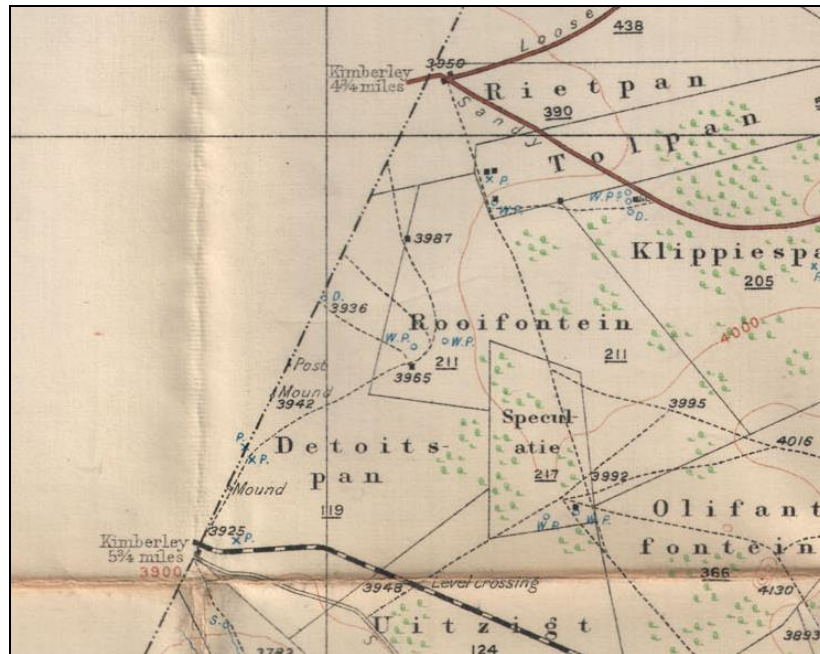 Loose
438
3950
Kimberley
4¾ miles
Rietpan
390
Sandy
Tolpan
P.
W.P.
W.P.s
D.
3987
Klippiespa
205
P.
D.
3936
Rooifontein
W.P.
W.P.
211
211
4000
Post
3965
Mound
3942
Specul-
atie
217
3995
P.
P.
Detoits-
pan
119
4016
Mound
3992
Olifant
fontein
366
W.P.
W.P.
3925
P.
Kimberley
5¾ miles
3900
3948
Level crossing
4130
S.d.
S
Uitzigt
124
3783
3893